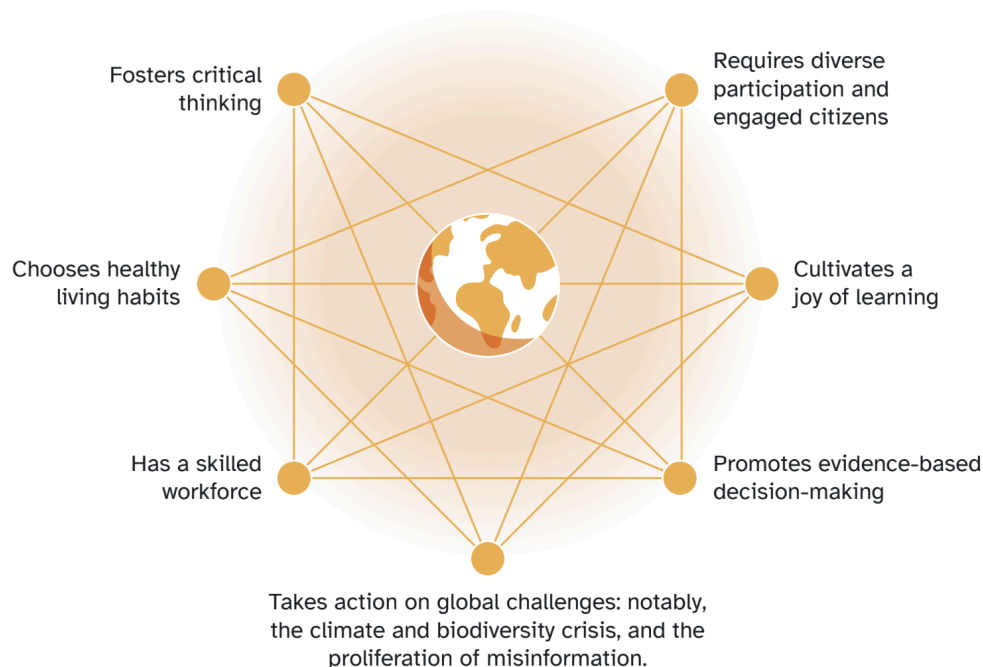 Fosters critical
thinking
Requires diverse
participation and
engaged citizens
Chooses healthy
living habits
Cultivates a
joy of learning
Has a skilled
workforce
Promotes evidence-based
decision-making
Takes action on global challenges: notably,
the climate and biodiversity crisis, and the
proliferation of misinformation.